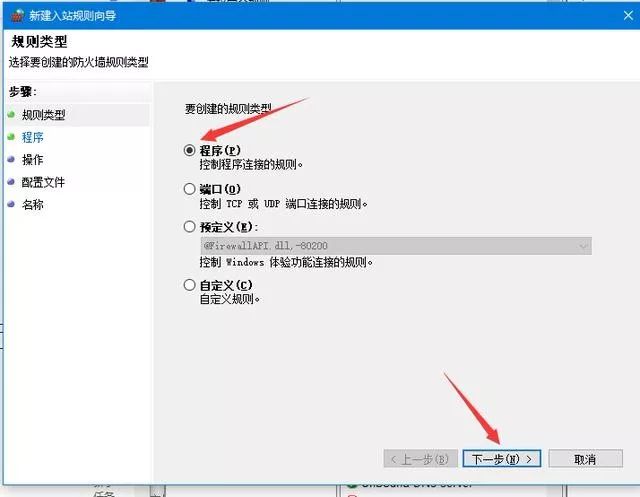 新建入站规则向导
规则类型
选择要创建的防火墙规则类型
步骤:
规则类型
程序
操作
配置文件
名称
要创建的规则类型
程序(P)
控制程序连接的规则。
端口(O)
控制 TCP 或 UDP 端口连接的规则。
预定义(E):
@FirewallAPI.dll,-80200
控制 Windows 体验功能连接的规则。
自定义(C)
自定义规则。
< 上一步(B)
下一步(N) >
取消
Unbound DNS server
任务